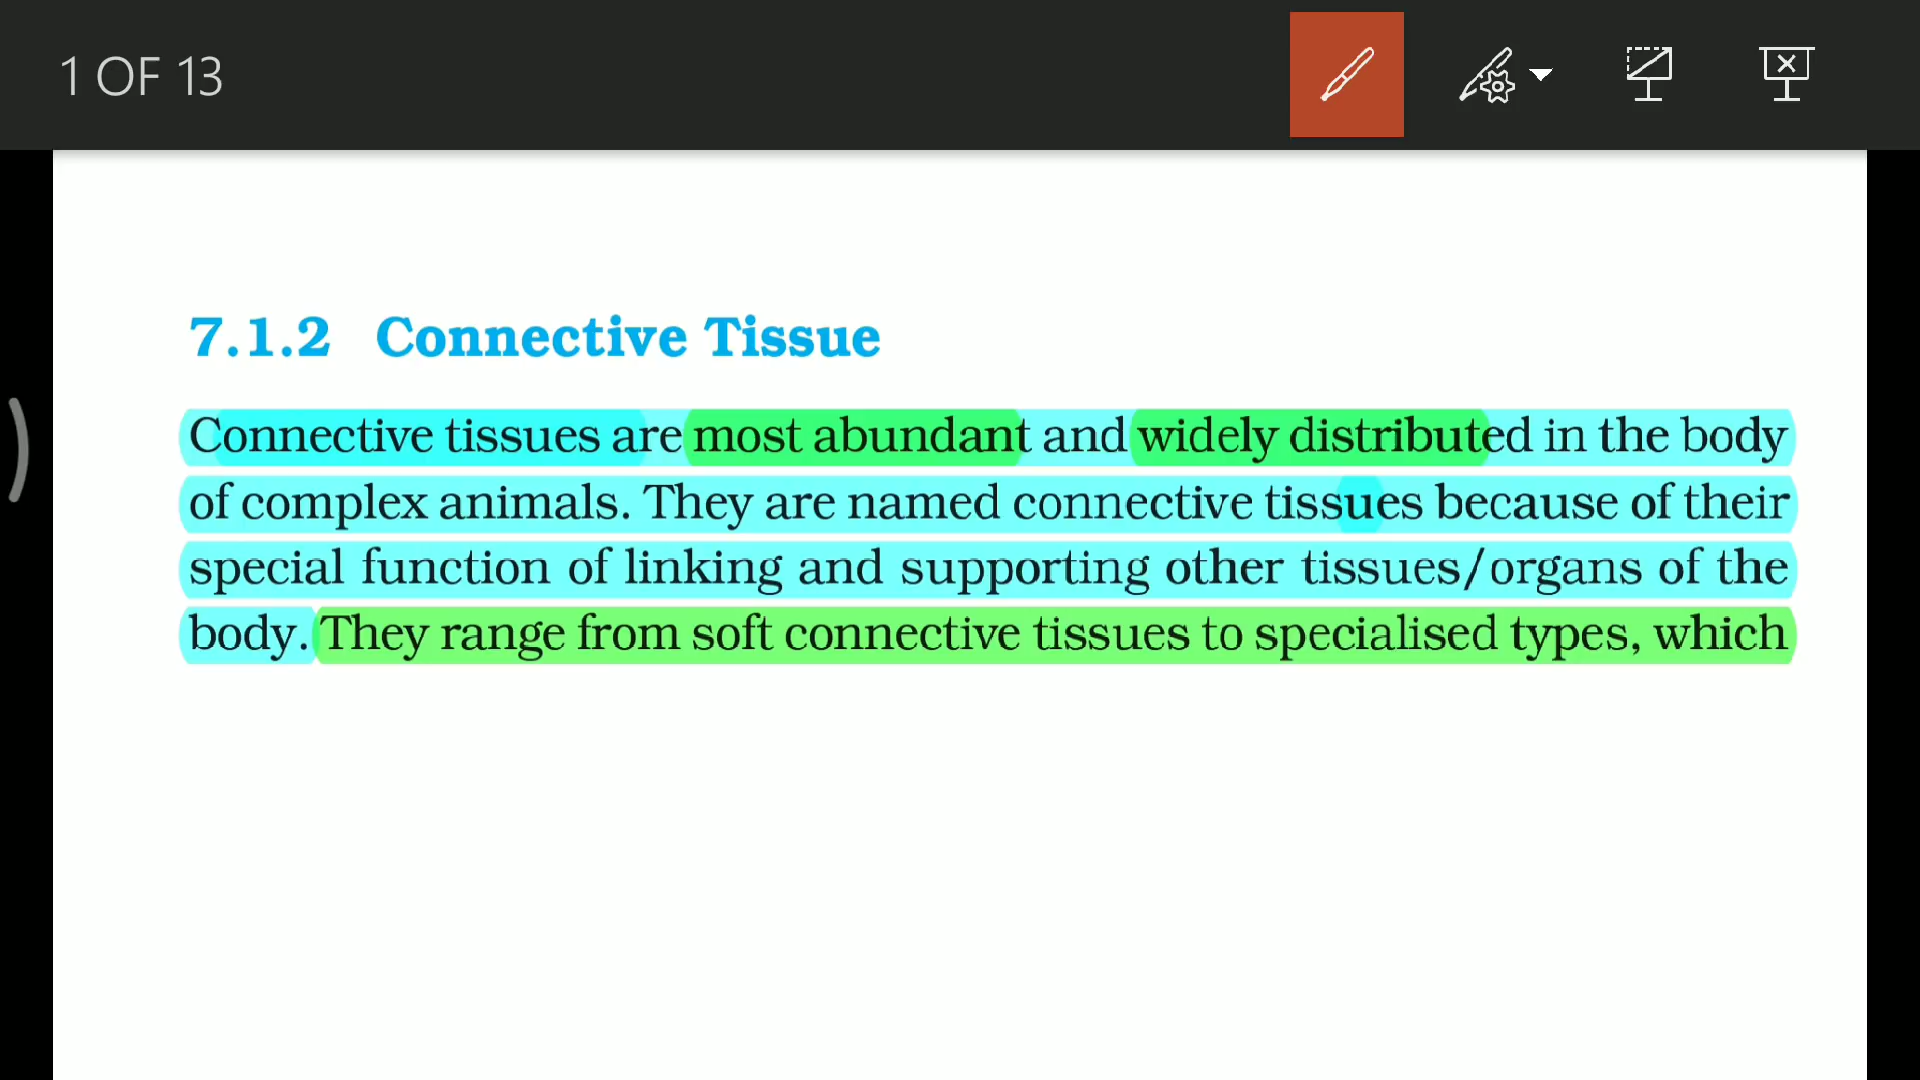 1 OF 13
7.1.2 Connective Tissue
Connective tissues are most abundant and widely distributed in the body
of complex animals. They are named connective tissues because of their
special function of linking and supporting other tissues/organs of the
body. They range from soft connective tissues to specialised types, which